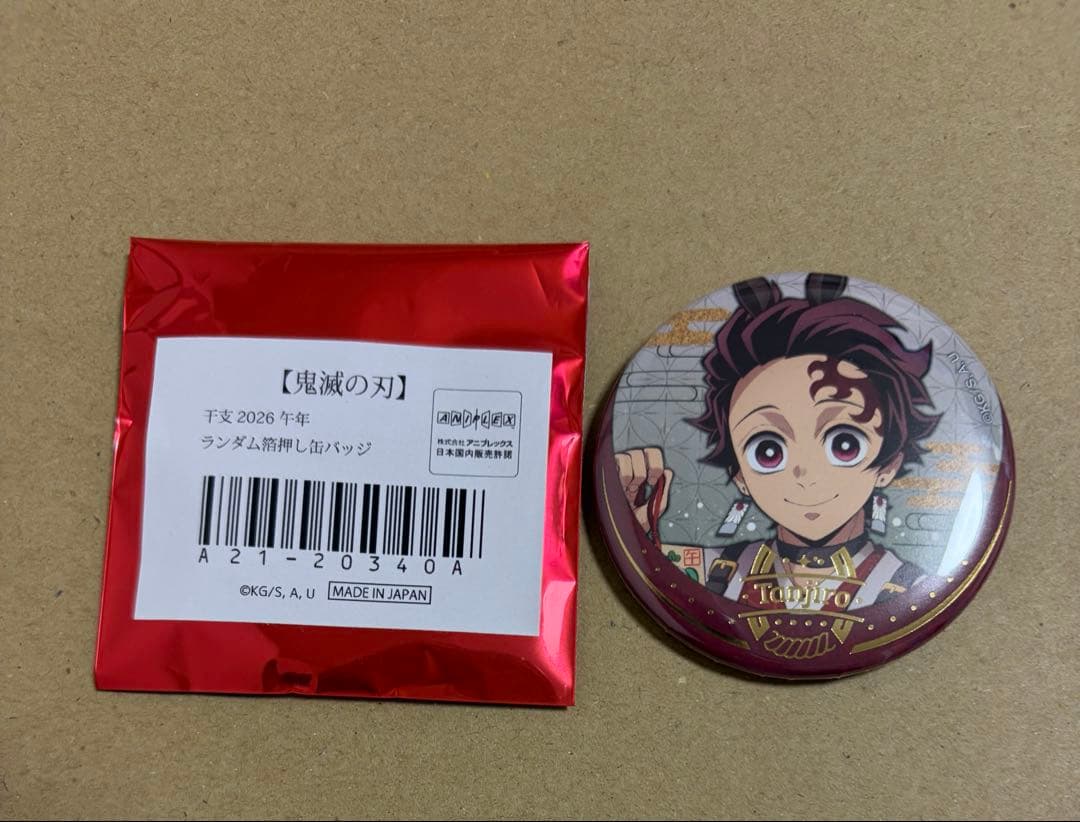 【鬼滅の刃】
干支 2026 午年
ランダム箔押し缶バッジ
ANIPLEX
株式会社 アニプレックス
日本国内販売許諾
A21-20340A
©KG/S, A, U
MADE IN JAPAN
©KG/S, A, U
午
Tanjiro